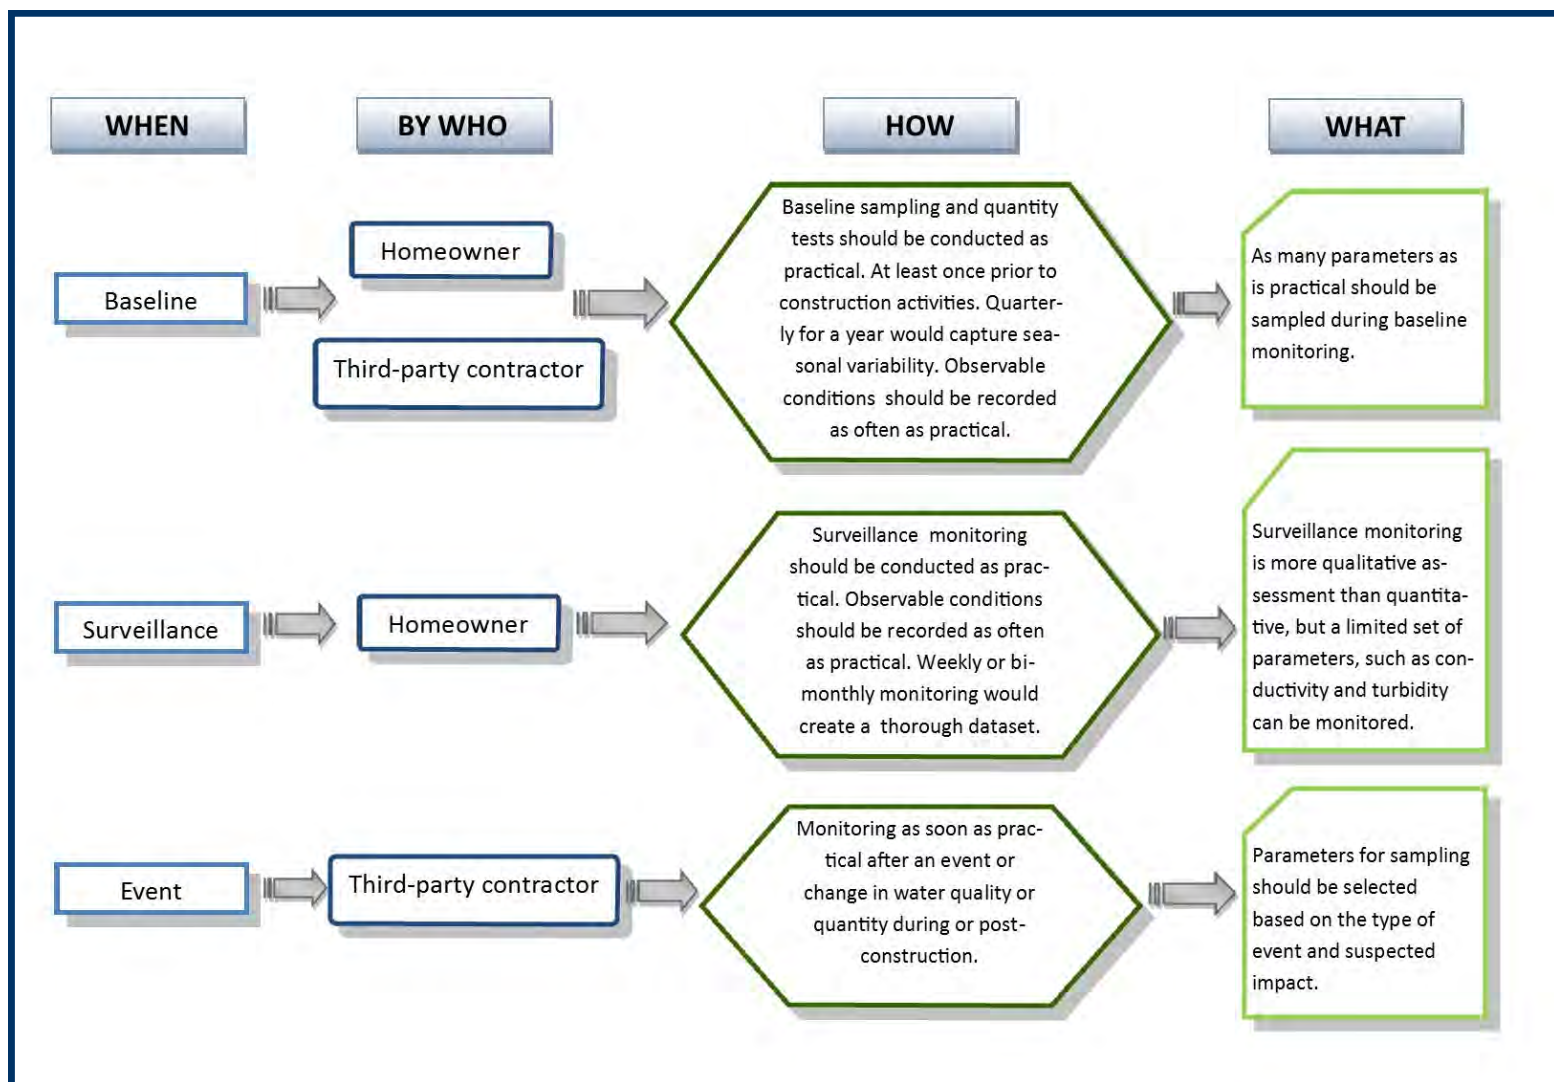 WHEN
BY WHO
HOW
WHAT
Baseline
Homeowner
Third-party contractor
Baseline sampling and quantity
tests should be conducted as
practical. At least once prior to
construction activities. Quarter-
ly for a year would capture sea-
sonal variability. Observable
conditions should be recorded
as often as practical.
As many parameters as
is practical should be
sampled during baseline
monitoring.
Surveillance
Homeowner
Surveillance monitoring
should be conducted as prac-
tical. Observable conditions
should be recorded as often
as practical. Weekly or bi-
monthly monitoring would
create a thorough dataset.
Surveillance monitoring
is more qualitative as-
sessment than quantita-
tive, but a limited set of
parameters, such as con-
ductivity and turbidity
can be monitored.
Event
Third-party contractor
Monitoring as soon as prac-
tical after an event or
change in water quality or
quantity during or post-
construction.
Parameters for sampling
should be selected
based on the type of
event and suspected
impact.